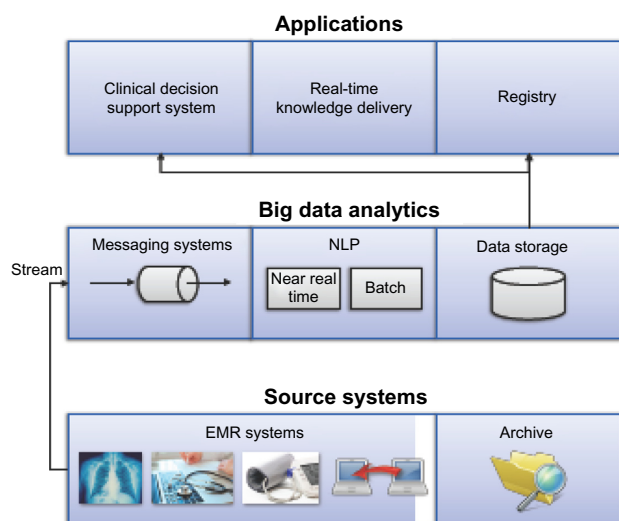 Applications
Clinical decision
support system
Real-time
knowledge delivery
Registry
Big data analytics
Stream
Messaging systems
NLP
Near real
time
Batch
Data storage
Source systems
EMR systems
Archive